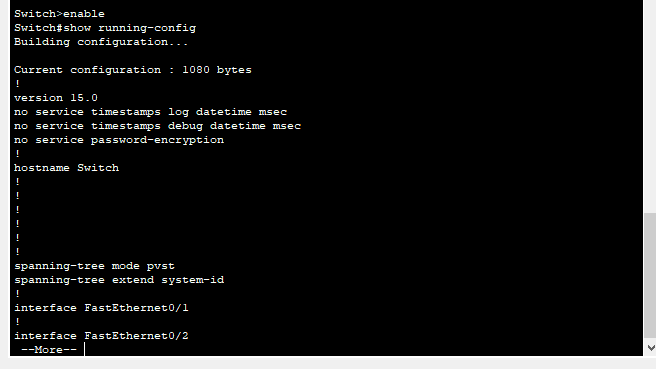 Switch>enable
Switch#show running-config
Building configuration...
Current configuration : 1080 bytes
!
version 15.0
no service timestamps log datetime msec
no service timestamps debug datetime msec
no service password-encryption
!
hostname Switch
!
!
!
!
!
!
spanning-tree mode pvst
spanning-tree extend system-id
!
interface FastEthernet0/1
!
interface FastEthernet0/2
--More--